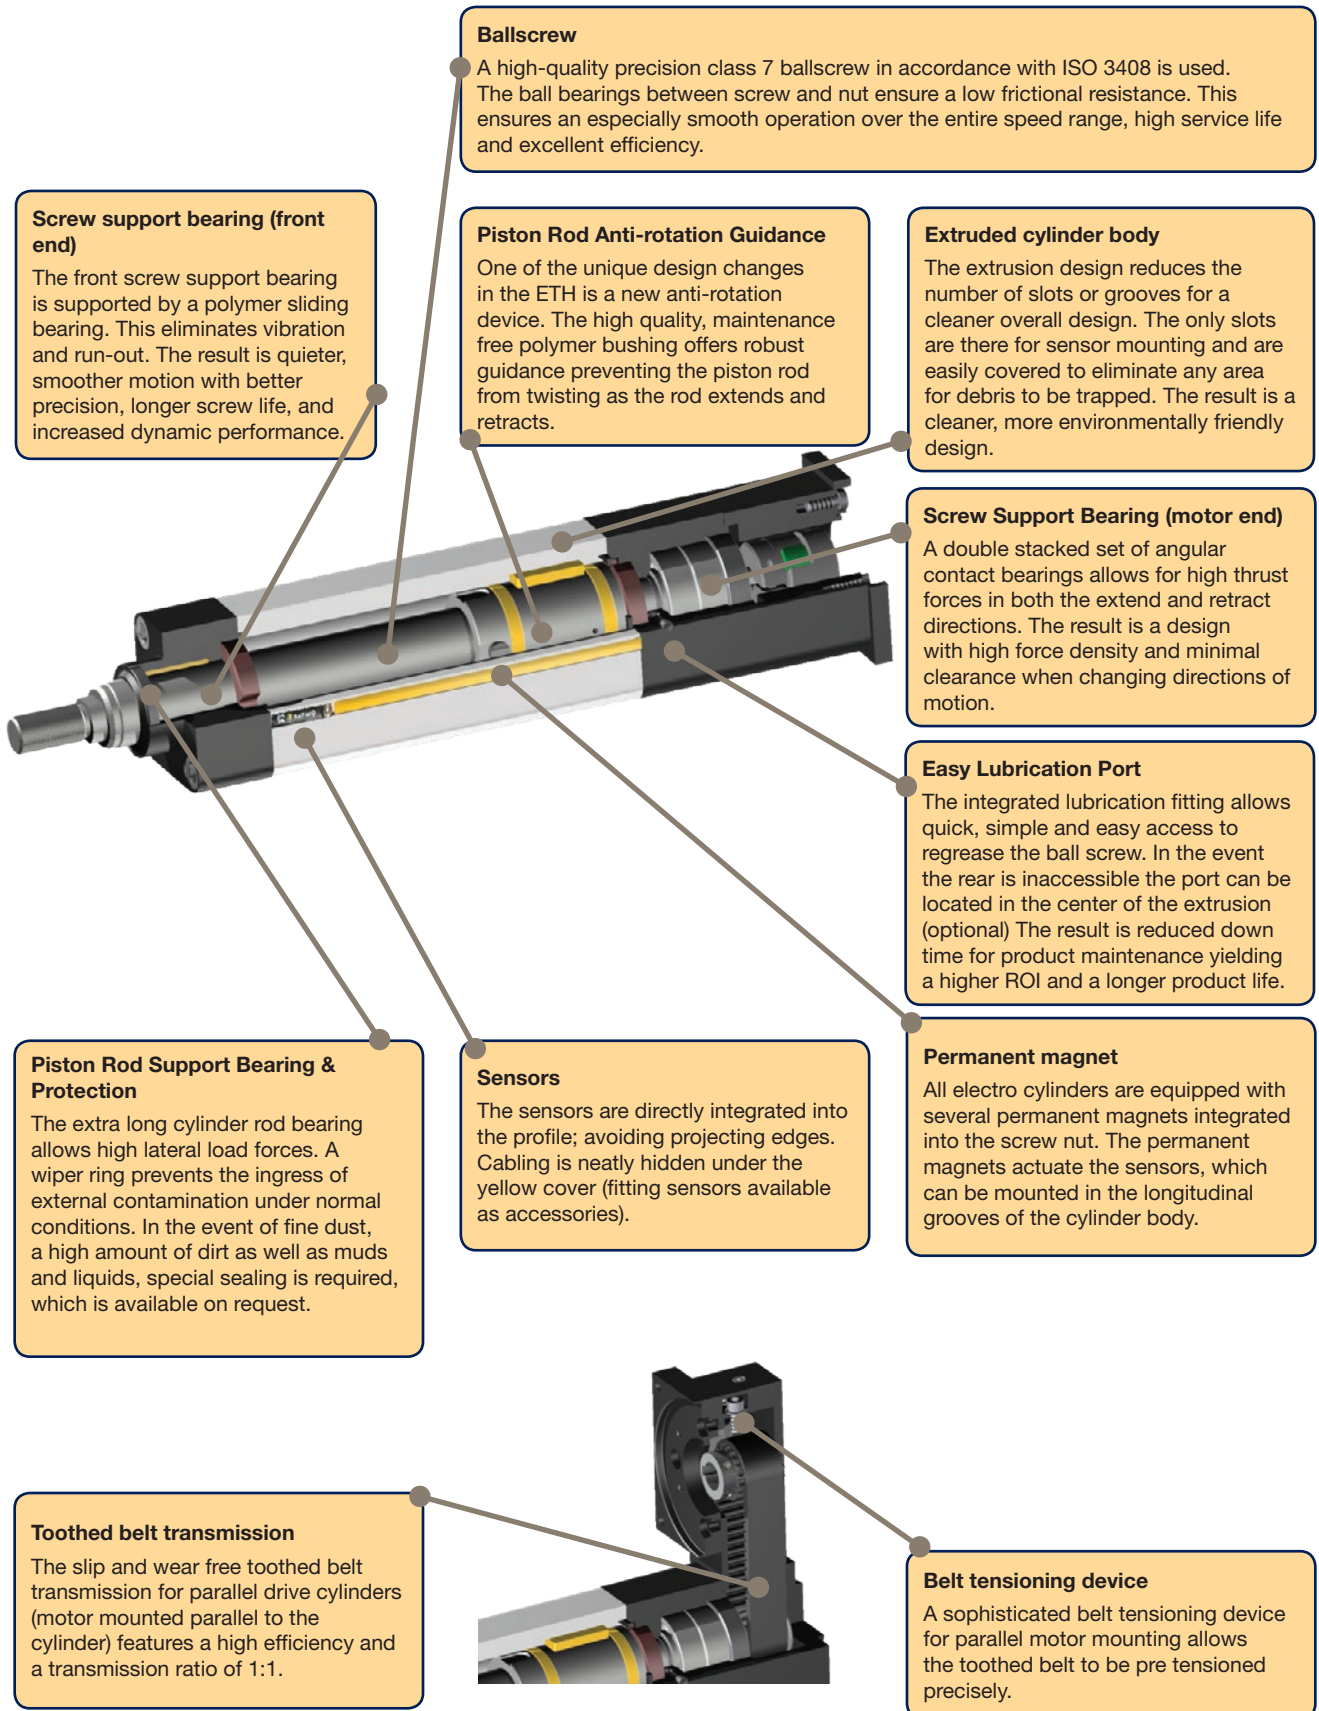 Ballscrew
A high-quality precision class 7 ballscrew in accordance with ISO 3408 is used.
The ball bearings between screw and nut ensure a low frictional resistance. This
ensures an especially smooth operation over the entire speed range, high service life
and excellent efficiency.
Screw support bearing (front
end)
The front screw support bearing
is supported by a polymer sliding
bearing. This eliminates vibration
and run-out. The result is quieter,
smoother motion with better
precision, longer screw life, and
increased dynamic performance.
Piston Rod Anti-rotation Guidance
One of the unique design changes
in the ETH is a new anti-rotation
device. The high quality, maintenance
free polymer bushing offers robust
guidance preventing the piston rod
from twisting as the rod extends and
retracts.
Extruded cylinder body
The extrusion design reduces the
number of slots or grooves for a
cleaner overall design. The only slots
are there for sensor mounting and are
easily covered to eliminate any area
for debris to be trapped. The result is a
cleaner, more environmentally friendly
design.
Screw Support Bearing (motor end)
A double stacked set of angular
contact bearings allows for high thrust
forces in both the extend and retract
directions. The result is a design
with high force density and minimal
clearance when changing directions of
motion.
Easy Lubrication Port
The integrated lubrication fitting allows
quick, simple and easy access to
regrease the ball screw. In the event
the rear is inaccessible the port can be
located in the center of the extrusion
(optional) The result is reduced down
time for product maintenance yielding
a higher ROI and a longer product life.
Piston Rod Support Bearing &
Protection
The extra long cylinder rod bearing
allows high lateral load forces. A
wiper ring prevents the ingress of
external contamination under normal
conditions. In the event of fine dust,
a high amount of dirt as well as muds
and liquids, special sealing is required,
which is available on request.
Sensors
The sensors are directly integrated into
the profile; avoiding projecting edges.
Cabling is neatly hidden under the
yellow cover (fitting sensors available
as accessories).
Permanent magnet
All electro cylinders are equipped with
several permanent magnets integrated
into the screw nut. The permanent
magnets actuate the sensors, which
can be mounted in the longitudinal
grooves of the cylinder body.
Toothed belt transmission
The slip and wear free toothed belt
transmission for parallel drive cylinders
(motor mounted parallel to the
cylinder) features a high efficiency and
a transmission ratio of 1:1.
Belt tensioning device
A sophisticated belt tensioning device
for parallel motor mounting allows
the toothed belt to be pre tensioned
precisely.